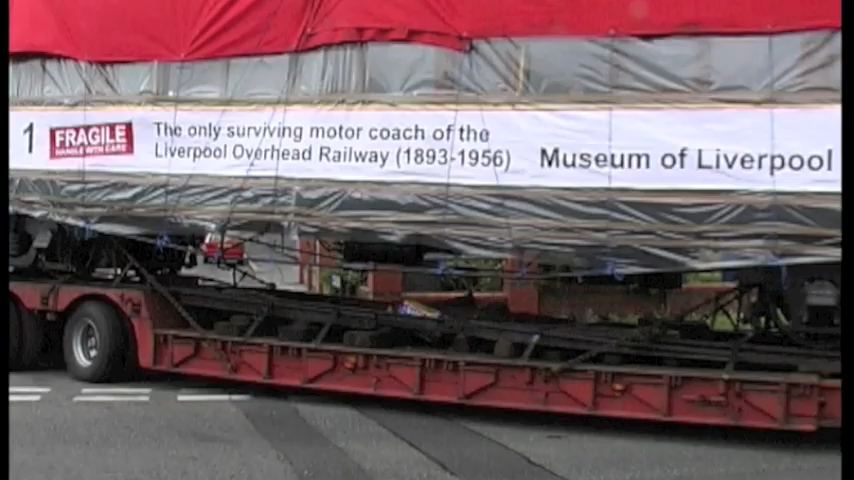 1
FRAGILE
HANDLE WITH CARE
The only surviving motor coach of the
Liverpool Overhead Railway (1893-1956)
Museum of Liverpool